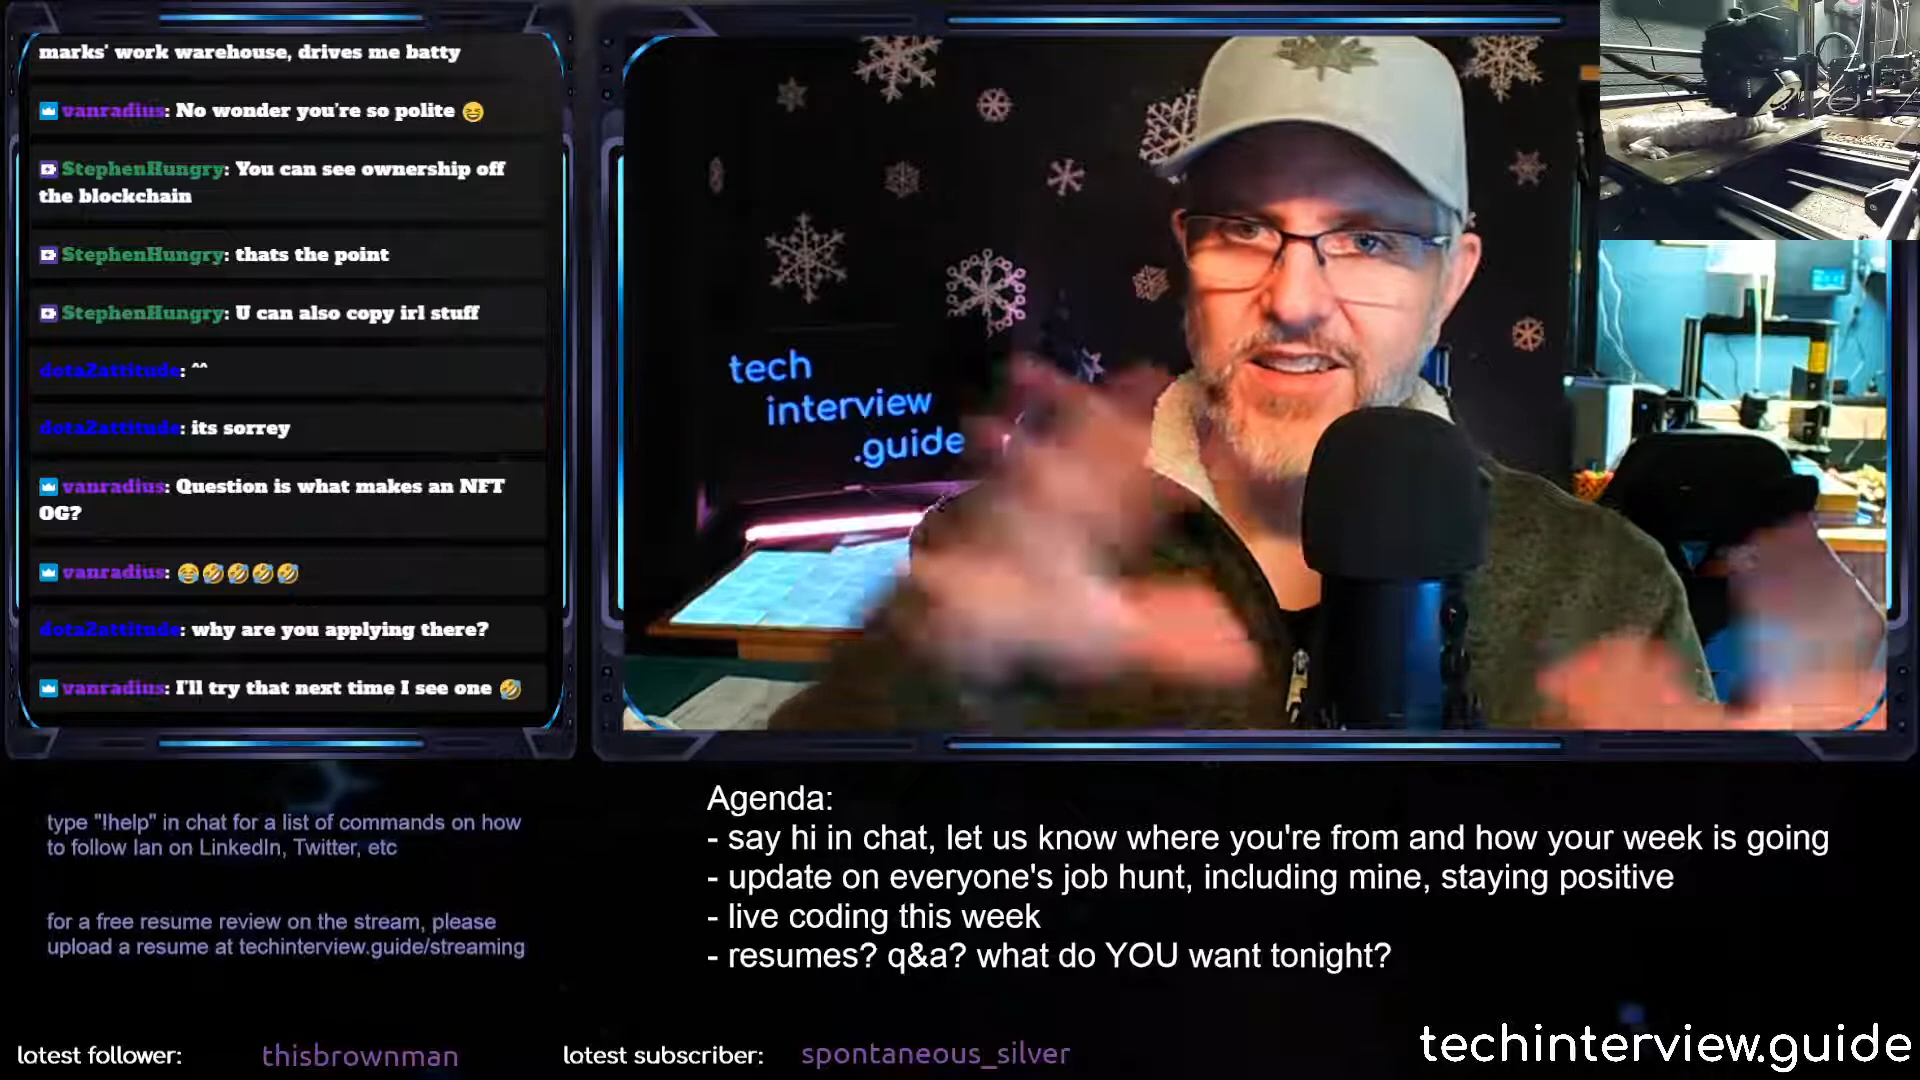 marks' work warehouse, drives me batty
vanradius: No wonder you're so polite 😆
StephenHungry: You can see ownership off
the blockchain
StephenHungry: thats the point
StephenHungry: U can also copy irl stuff
dota2attitude: ^^
dota2attitude: its sorrey
vanradius: Question is what makes an NFT
OG?
vanradius: 😂🤣🤣🤣🤣
dota2attitude: why are you applying there?
vanradius: I'll try that next time I see one 🤣
tech
interview
.guide
type "!help" in chat for a list of commands on how
to follow Ian on LinkedIn, Twitter, etc
for a free resume review on the stream, please
upload a resume at techinterview.guide/streaming
Agenda:
- say hi in chat, let us know where you're from and how your week is going
- update on everyone's job hunt, including mine, staying positive
- live coding this week
- resumes? q&a? what do YOU want tonight?
latest follower: thisbrownman
latest subscriber: spontaneous_silver
techinterview.guide